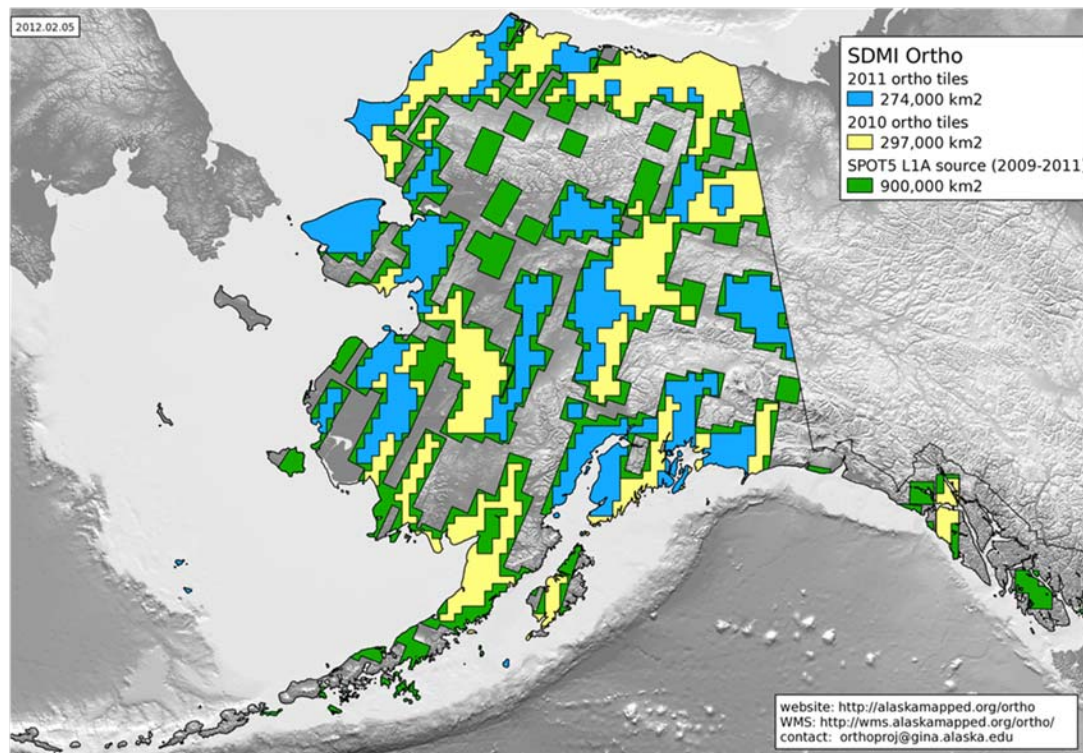 2012.02.05
SDMI Ortho
2011 ortho tiles
274,000 km2
2010 ortho tiles
297,000 km2
SPOT5 L1A source (2009-2011)
900,000 km2
website: http://alaskamapped.org/ortho
WMS: http://wms.alaskamapped.org/ortho/
contact: orthoproj@gina.alaska.edu